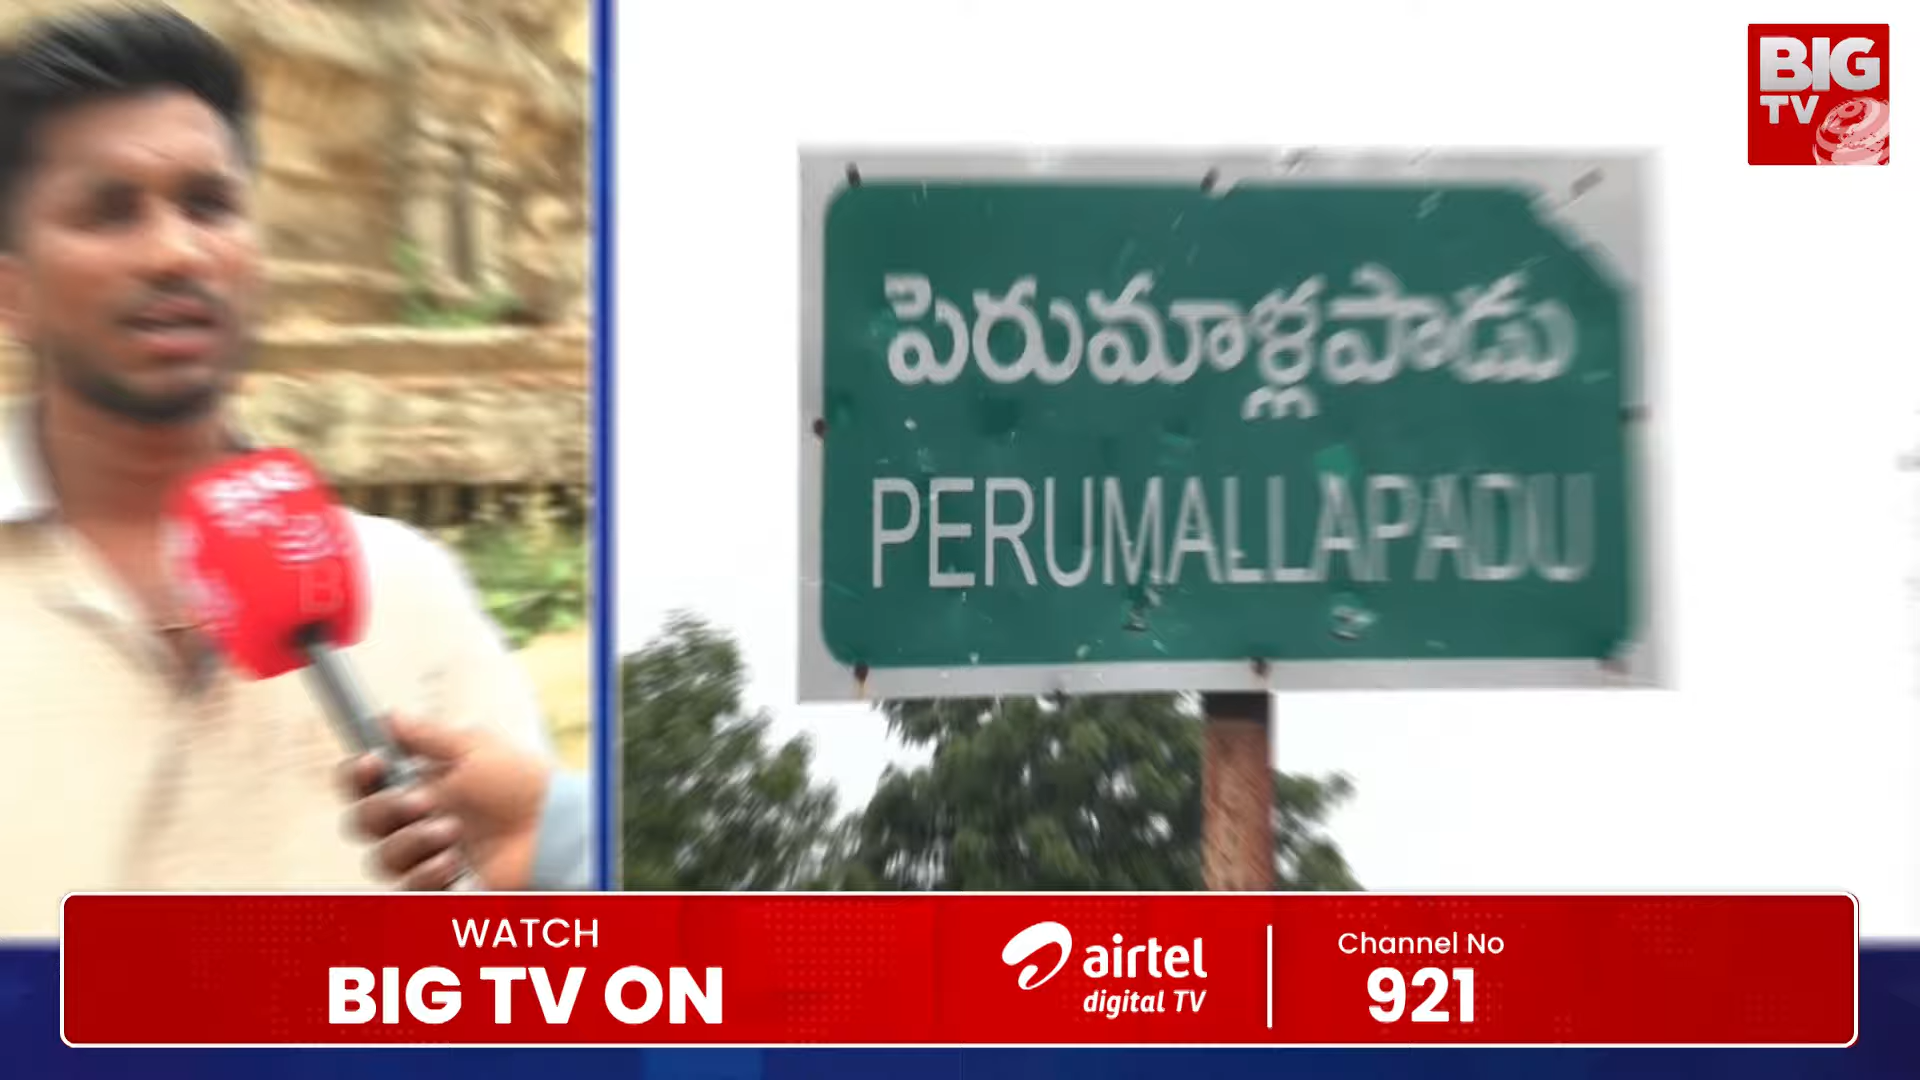 BIG
TV
పెరుమాళ్లపాడు
PERUMALLAPADU
WATCH
BIG TV ON
airtel
digital TV
Channel No
921